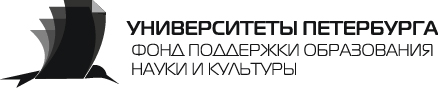 УНИВЕРСИТЕТЫ ПЕТЕРБУРГА
ФОНД ПОДДЕРЖКИ ОБРАЗОВАНИЯ
НАУКИ И КУЛЬТУРЫ